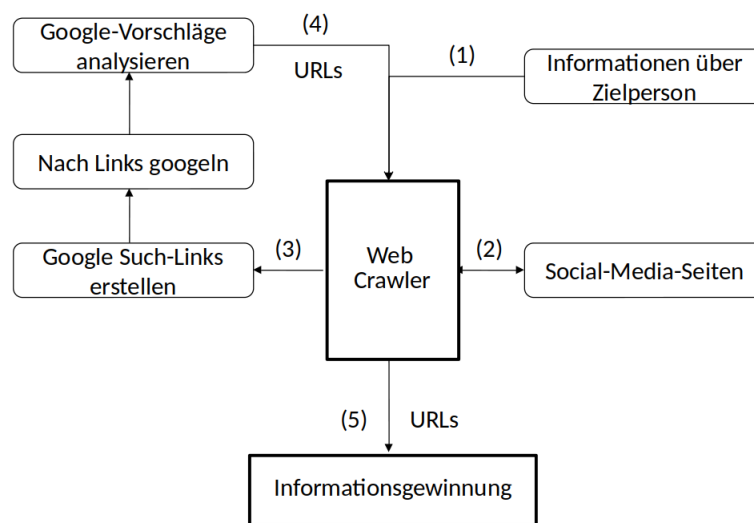 Google-Vorschläge
analysieren
(4)
URLs
(1)
Informationen über
Zielperson
Nach Links googeln
Google Such-Links
erstellen
(3)
Web
Crawler
(2)
Social-Media-Seiten
(5)
URLs
Informationsgewinnung